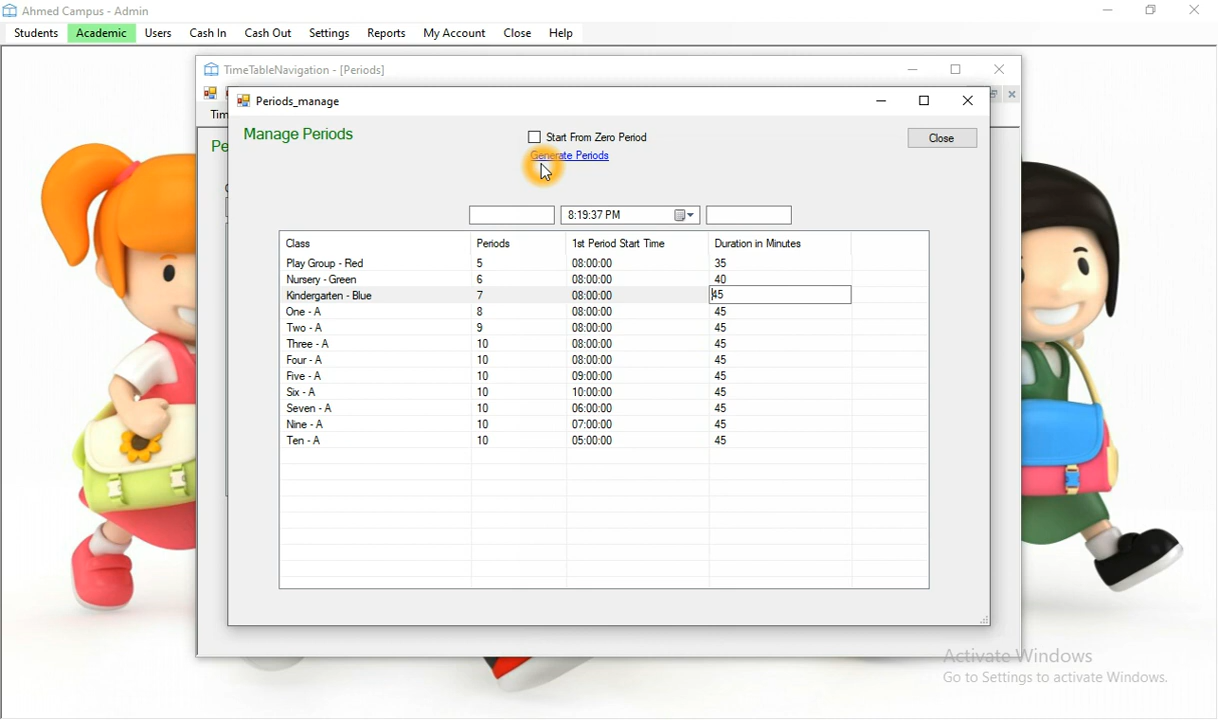 Ahmed Campus - Admin
Students Academic Users Cash In Cash Out Settings Reports My Account Close Help
TimeTableNavigation - [Periods]
Periods_manage
Manage Periods
Start From Zero Period
Close
Generate Periods
8:19:37 PM
Class Periods 1st Period Start Time Duration in Minutes
Play Group - Red 5 08:00:00 35
Nursery - Green 6 08:00:00 40
Kindergarten - Blue 7 08:00:00 45
One - A 8 08:00:00 45
Two - A 9 08:00:00 45
Three - A 10 08:00:00 45
Four - A 10 08:00:00 45
Five - A 10 09:00:00 45
Six - A 10 10:00:00 45
Seven - A 10 06:00:00 45
Nine - A 10 07:00:00 45
Ten - A 10 05:00:00 45
Activate Windows
Go to Settings to activate Windows.